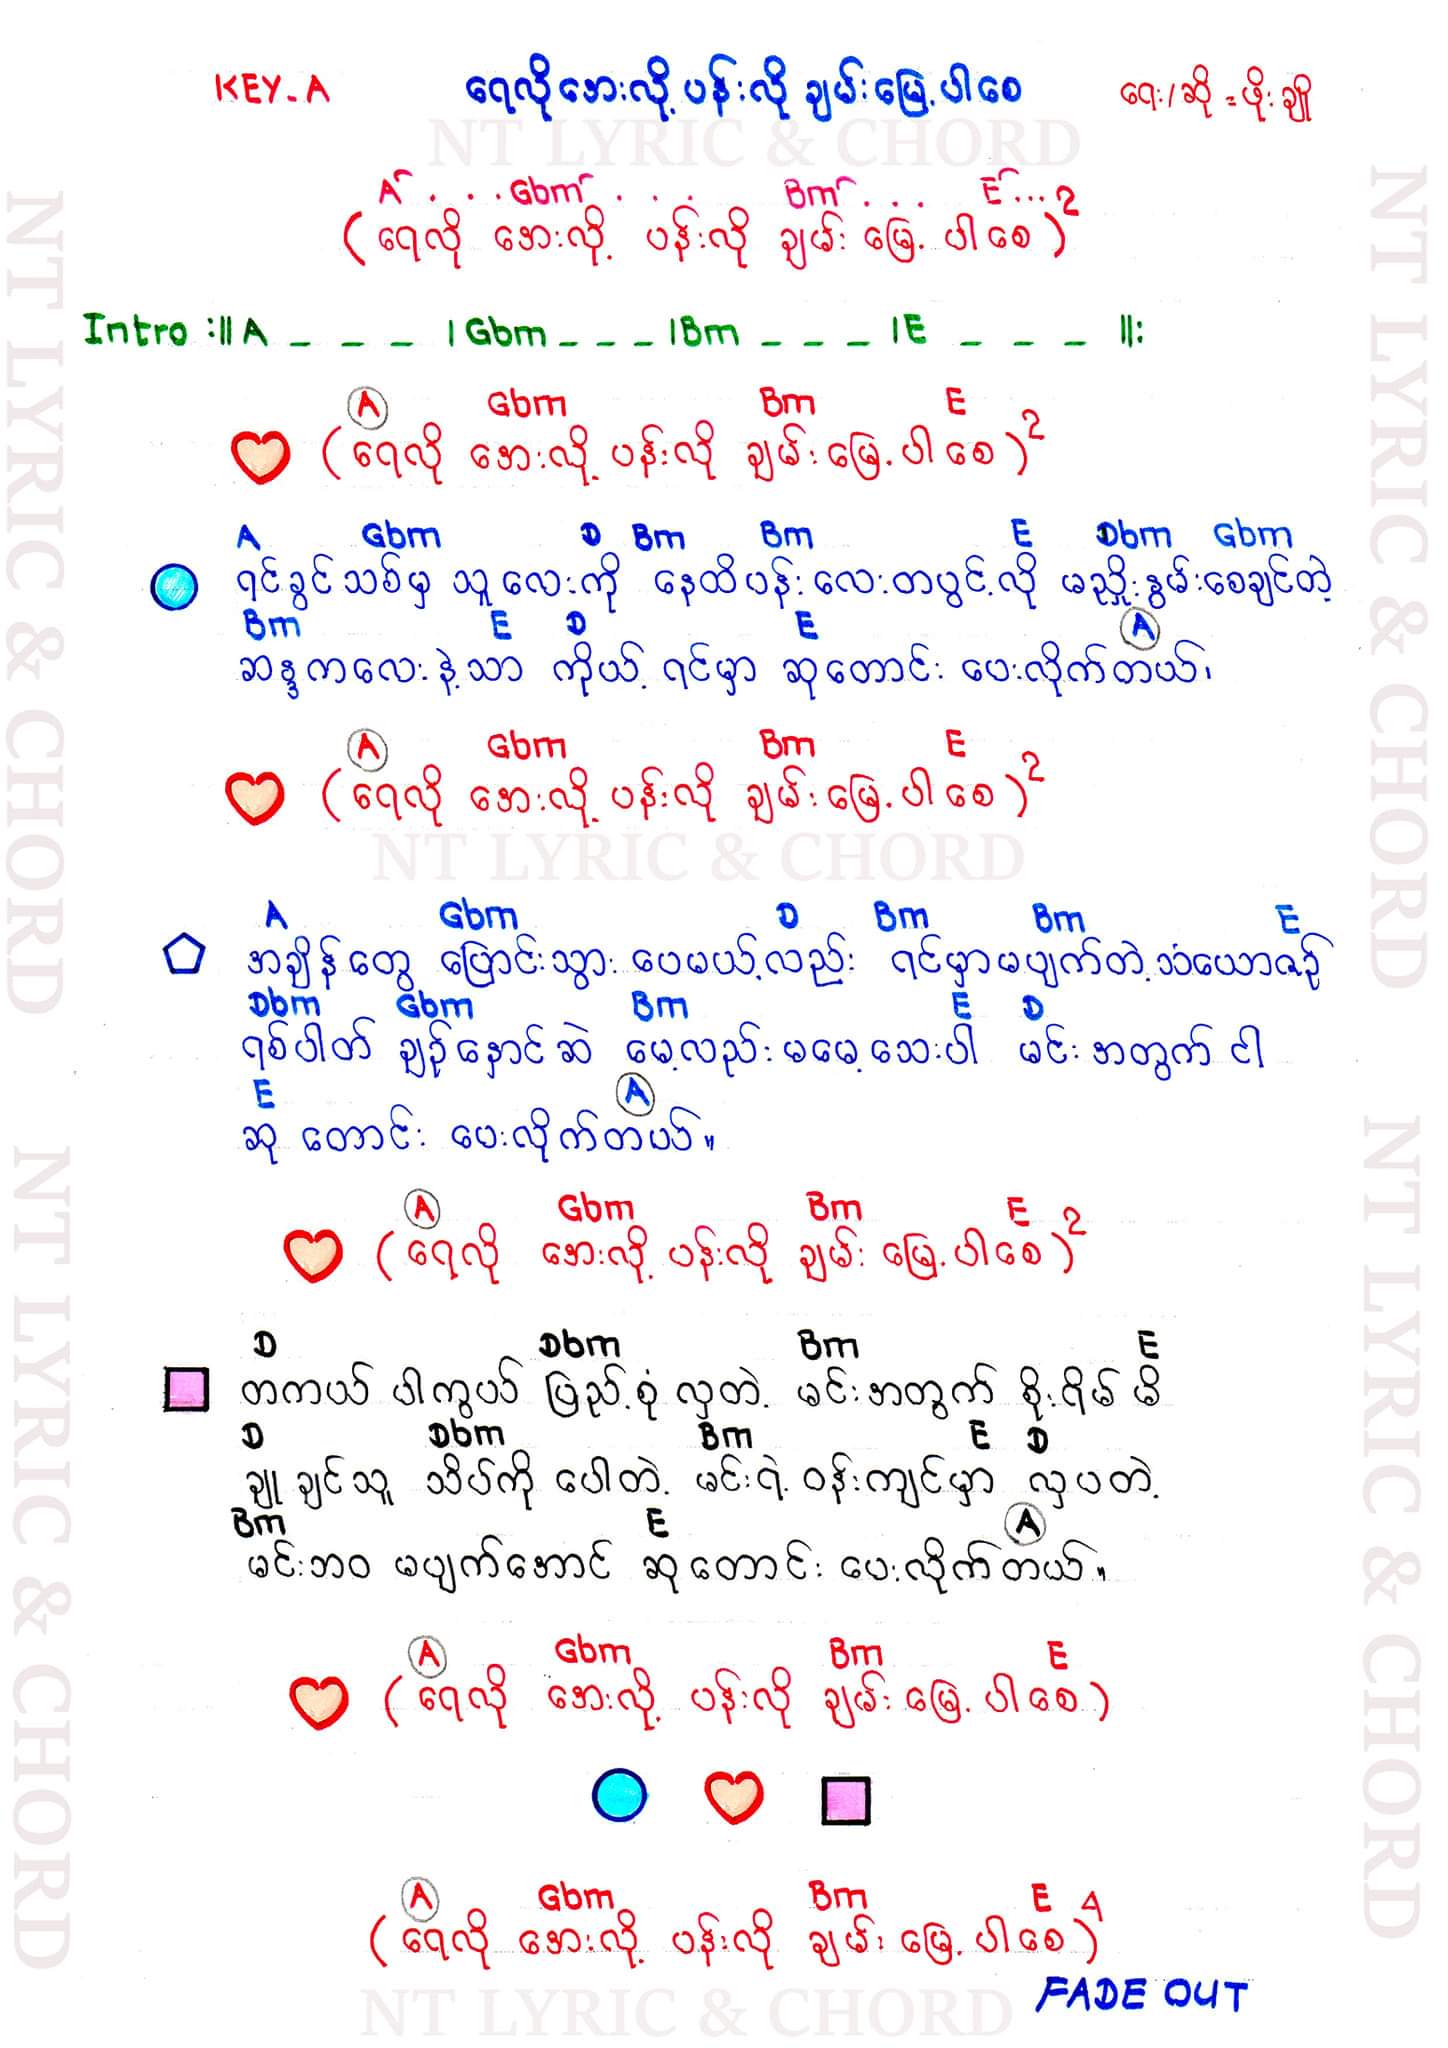 KEY-A ရေလိုအေးလို့ ပန်းလို ချမ်းမြေ့ပါစေ ရေး/ဆို = ဖိုးချို
NT LYRIC & CHORD
A . . . Gbm . . . Bm . . . E ...
(ရေလို အေးလို့ ပန်းလို ချမ်း မြေ့ ပါစေ)2
Intro :|| A _ _ _ | Gbm _ _ _ | Bm _ _ _ | E _ _ _ ||:
A Gbm Bm E
(ရေလို အေးလို့ ပန်းလို ချမ်းမြေ့ပါစေ)2
A Gbm D Bm Bm E Dbm Gbm
ရင်ခွင်သစ်မှ သူလေးကို နေထိပန်းလေးတပွင့်လို မညှိုးနွမ်းစေချင်တဲ့
Bm E D E A
ဆန္ဒကလေးနဲ့သာ ကိုယ့် ရင်မှာ ဆုတောင်း ပေးလိုက်တယ်၊
A Gbm Bm E
(ရေလို အေးလို့ ပန်းလို ချမ်းမြေ့ပါစေ)2
NT LYRIC & CHORD
A Gbm D Bm Bm E
အချိန်တွေ ပြောင်းသွား ပေမယ့်လည်း ရင်မှာမပျက်တဲ့သံယောဇဉ်
Dbm Gbm Bm E D
ရစ်ပါတ် ချဉ်နှောင်ဆဲ မေ့လည်းမမေ့သေးပါ မင်းအတွက် ငါ
E A
ဆု တောင်း ပေးလိုက်တယ်။
A Gbm Bm E
(ရေလို အေးလို့ ပန်းလို ချမ်း မြေ့ပါစေ)2
D Dbm Bm E
တကယ် ပါကွယ် ပြည့်စုံ လှတဲ့ မင်းအတွက် စိုးရိမ် မိ
D Dbm Bm E D
ချူချင်သူ သိပ်ကို ပေါတဲ့ မင်းရဲ့ ဝန်းကျင်မှာ လှပတဲ့
Bm E A
မင်းဘဝ မပျက်အောင် ဆုတောင်း ပေးလိုက်တယ်။
A Gbm Bm E
(ရေလို အေးလို့ ပန်းလို ချမ်း မြေ့ ပါစေ)
A Gbm Bm E
(ရေလို အေးလို့ ပန်းလို ချမ်း မြေ့ ပါစေ)4
FADE OUT
NT LYRIC & CHORD
NT LYRIC & CHORD
NT LYRIC & CHORD
NT LYRIC & CHORD
NT LYRIC & CHORD